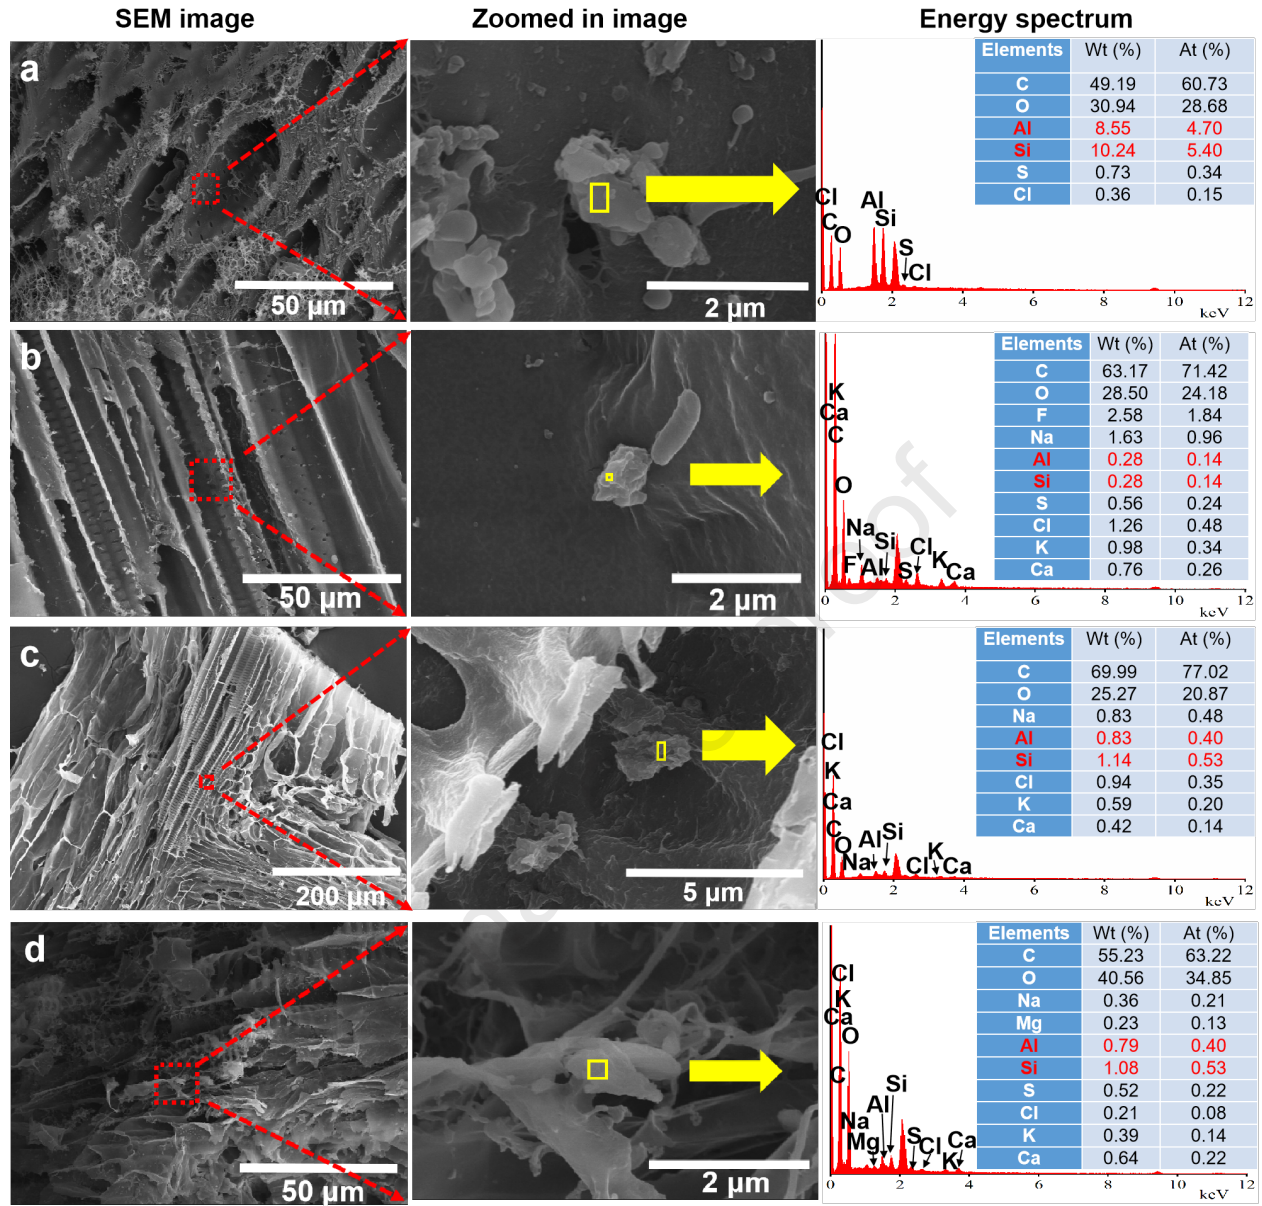 SEM image Zoomed in image Energy spectrum
a
50 µm
2 µm
Elements Wt (%) At (%)
C 49.19 60.73
O 30.94 28.68
Al 8.55 4.70
Si 10.24 5.40
S 0.73 0.34
Cl 0.36 0.15
Cl
C
O
Al
Si
S
Cl
0 2 4 6 8 10 12
keV
b
50 µm
2 µm
Elements Wt (%) At (%)
C 63.17 71.42
O 28.50 24.18
F 2.58 1.84
Na 1.63 0.96
Al 0.28 0.14
Si 0.28 0.14
S 0.56 0.24
Cl 1.26 0.48
K 0.98 0.34
Ca 0.76 0.26
K
Ca
C
O
Na
F
Al
Si
S
Cl
K
Ca
0 2 4 6 8 10 12
keV
c
200 µm
5 µm
Elements Wt (%) At (%)
C 69.99 77.02
O 25.27 20.87
Na 0.83 0.48
Al 0.83 0.40
Si 1.14 0.53
Cl 0.94 0.35
K 0.59 0.20
Ca 0.42 0.14
Cl
K
Ca
C
O
Na
Al
Si
Cl
K
Ca
0 2 4 6 8 10 12
keV
d
50 µm
2 µm
Elements Wt (%) At (%)
C 55.23 63.22
O 40.56 34.85
Na 0.36 0.21
Mg 0.23 0.13
Al 0.79 0.40
Si 1.08 0.53
S 0.52 0.22
Cl 0.21 0.08
K 0.39 0.14
Ca 0.64 0.22
Cl
K
Ca
O
C
Na
Mg
Al
Si
S
Cl
K
Ca
0 2 4 6 8 10 12
keV